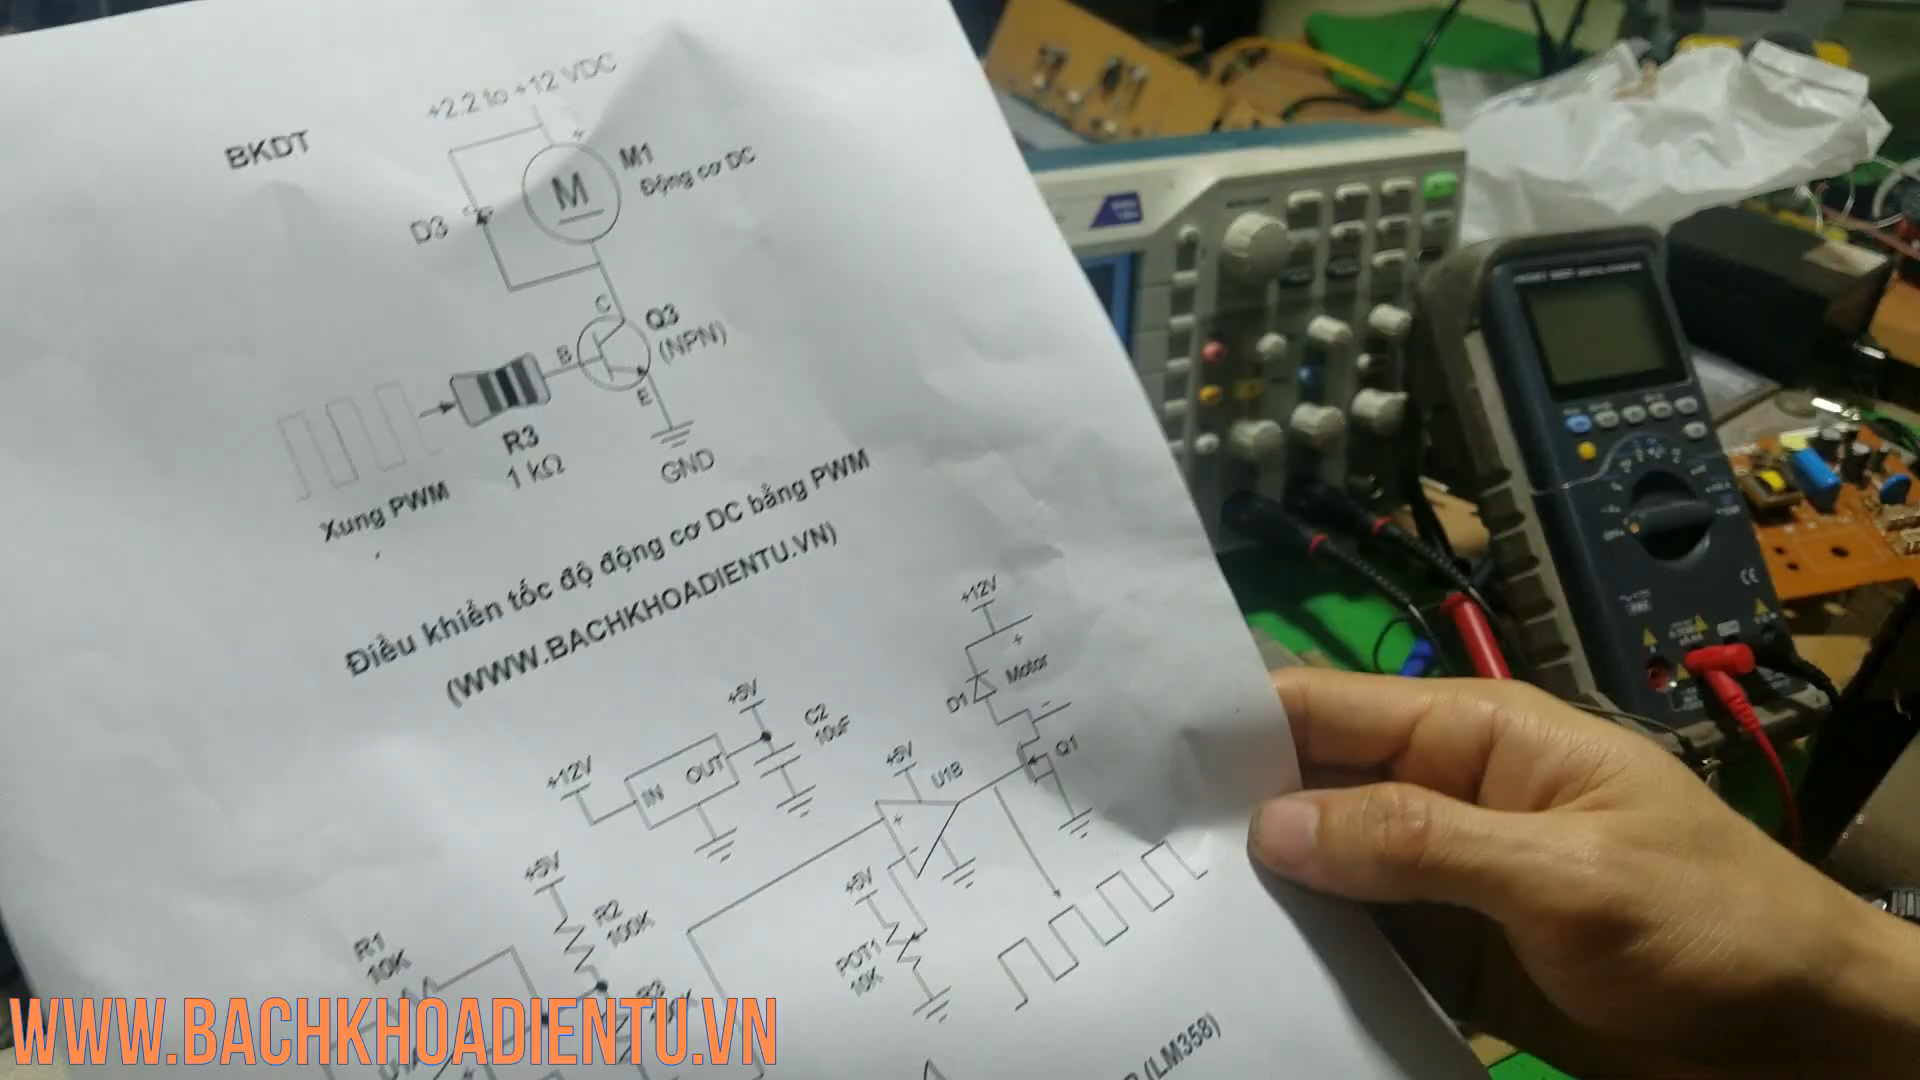 BKDT
+2.2 to +12 VDC
+
M
M1
Động cơ DC
D3
C
Q3
(NPN)
B
E
R3
1 kΩ
GND
Xung PWM
Điều khiển tốc độ động cơ DC bằng PWM
(WWW.BACHKHOADIENTU.VN)
+12V
+
Motor
D1
-
Q1
+5V
C2
10uF
+12V
IN
OUT
+5V
U1B
+
-
+5V
R2
100K
+5V
POT1
10K
R1
10K
R3
(LM358)
CE
WWW.BACHKHOADIENTU.VN